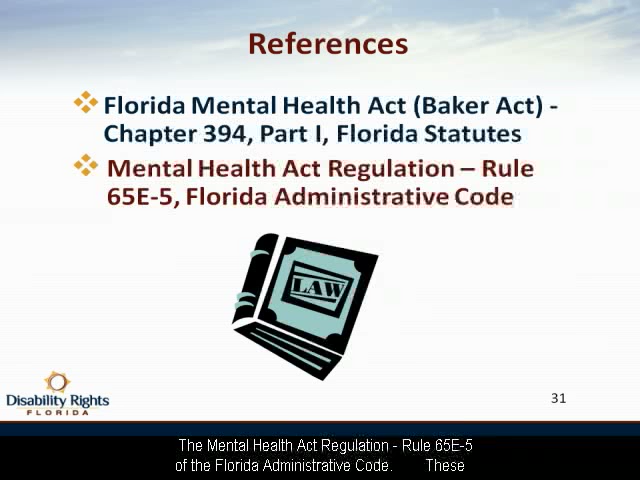 References
Florida Mental Health Act (Baker Act) -
Chapter 394, Part I, Florida Statutes
Mental Health Act Regulation – Rule
65E-5, Florida Administrative Code
LAW
Disability Rights
FLORIDA
31
The Mental Health Act Regulation - Rule 65E-5
of the Florida Administrative Code. These